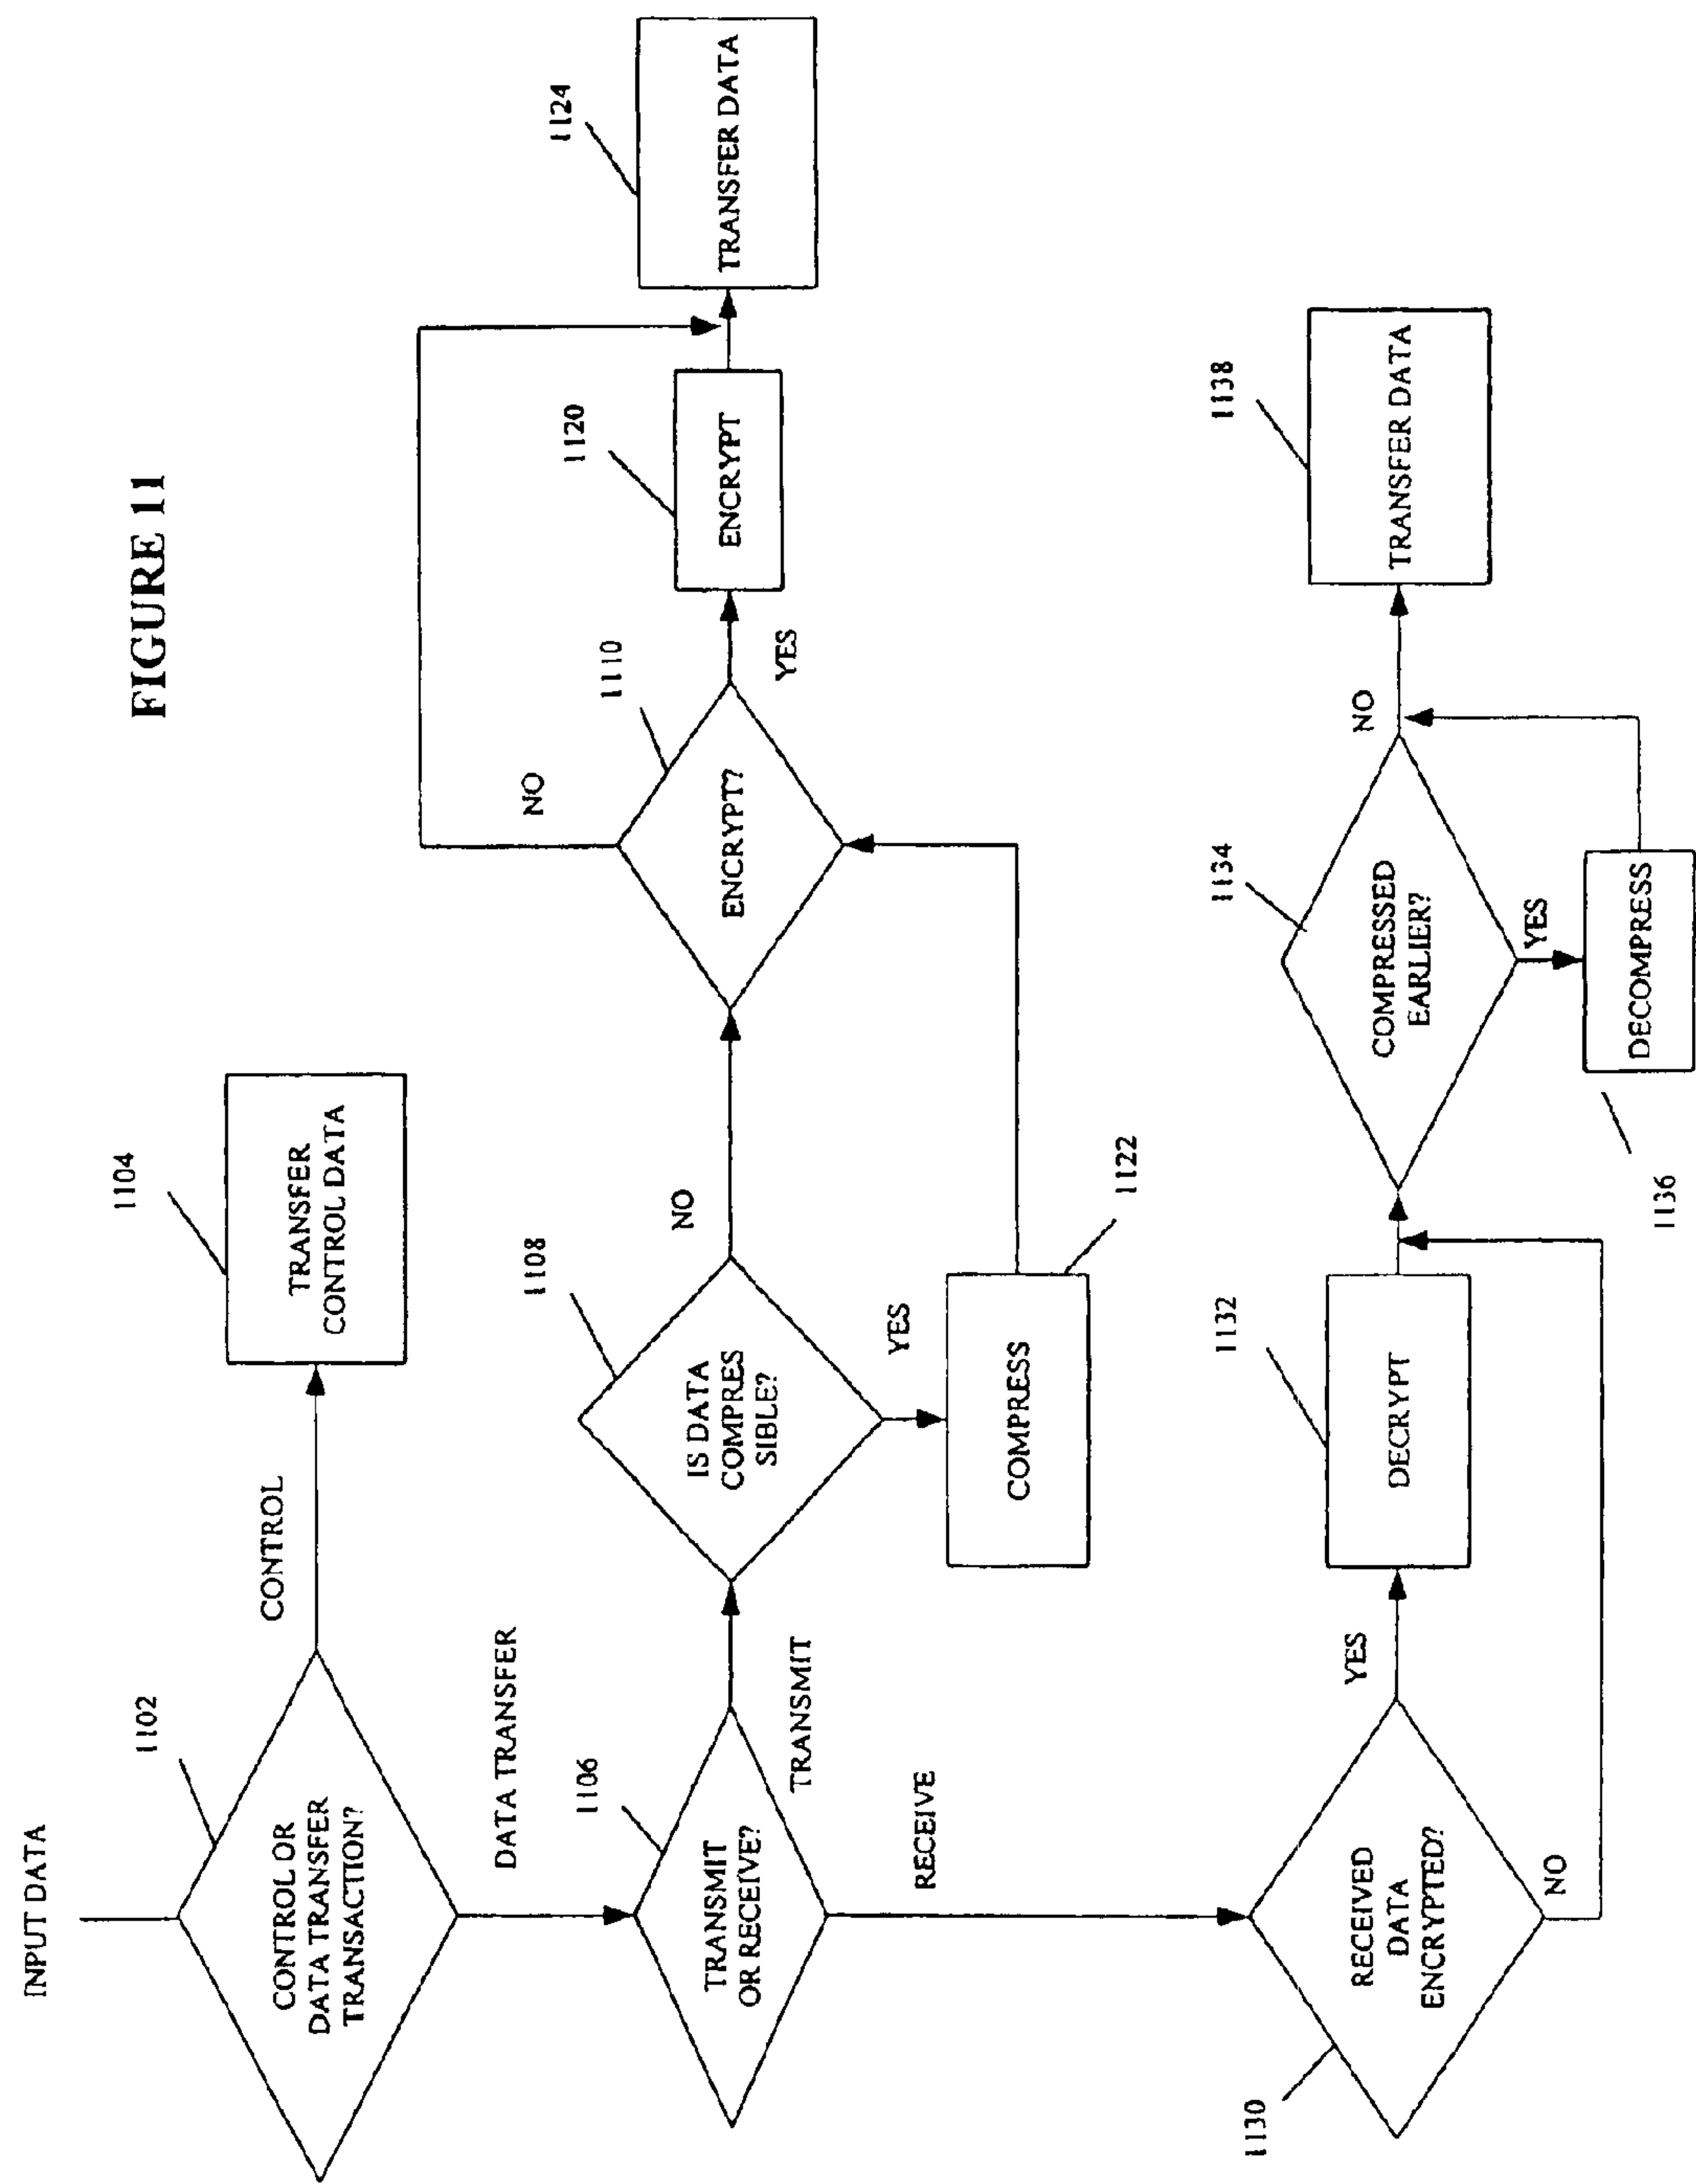 FIGURE 11
INPUT DATA
1102
CONTROL OR
DATA TRANSFER
TRANSACTION?
CONTROL
1104
TRANSFER
CONTROL DATA
DATA TRANSFER
1106
TRANSMIT
OR RECEIVE?
TRANSMIT
1108
IS DATA
COMPRES
SIBLE?
NO
YES
COMPRESS
1122
1110
ENCRYPT?
NO
YES
1120
ENCRYPT
1124
TRANSFER DATA
RECEIVE
1130
RECEIVED
DATA
ENCRYPTED?
YES
NO
1132
DECRYPT
1134
COMPRESSED
EARLIER?
NO
YES
DECOMPRESS
1136
1138
TRANSFER DATA